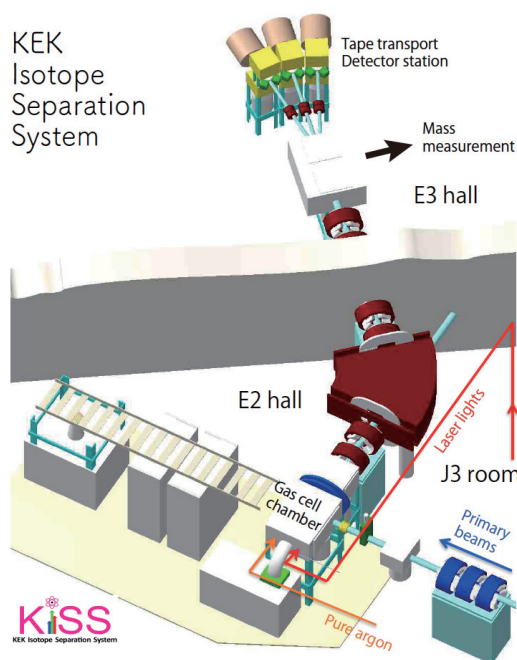 KEK
Isotope
Separation
System
Tape transport
Detector station
Mass
measurement
E3 hall
E2 hall
Laser lights
J3 room
Gas cell
chamber
Primary
beams
Pure argon
KISS
KEK Isotope Separation System